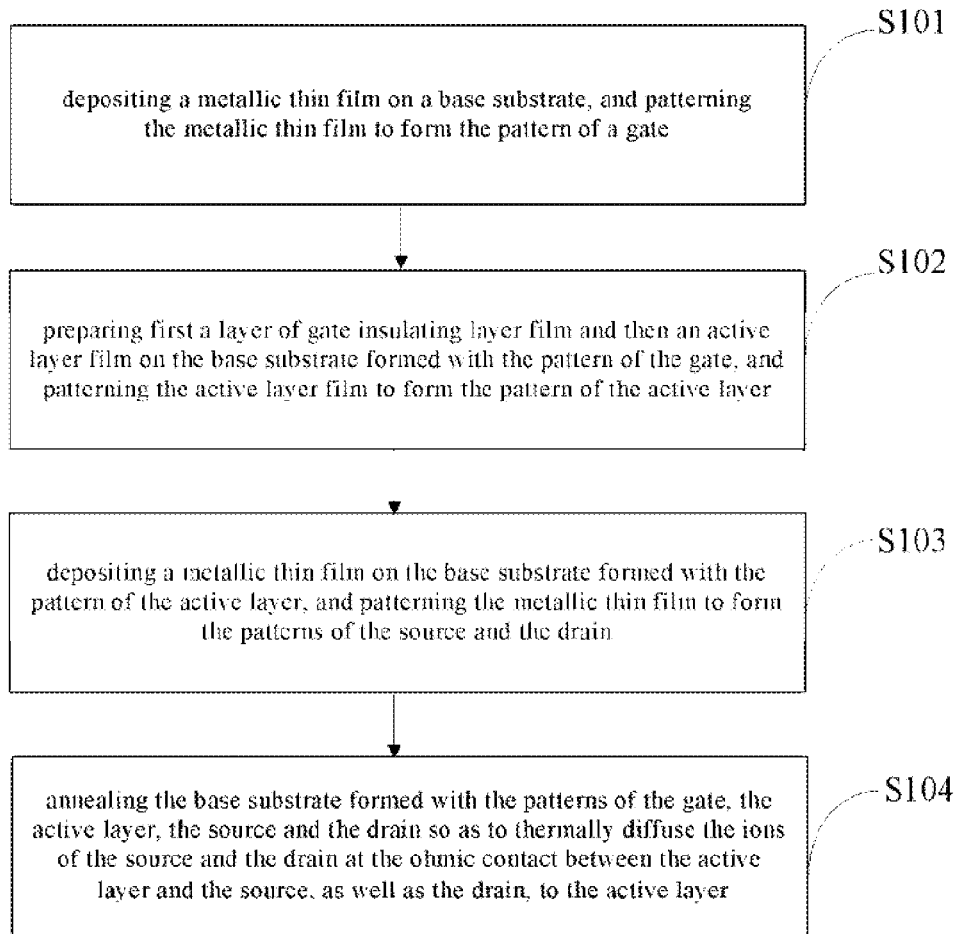 S101
depositing a metallic thin film on a base substrate, and patterning
the metallic thin film to form the pattern of a gate
S102
preparing first a layer of gate insulating layer film and then an active
layer film on the base substrate formed with the pattern of the gate, and
patterning the active layer film to form the pattern of the active layer
S103
depositing a metallic thin film on the base substrate formed with the
pattern of the active layer, and patterning the metallic thin film to form
the patterns of the source and the drain
S104
annealing the base substrate formed with the patterns of the gate, the
active layer, the source and the drain so as to thermally diffuse the ions
of the source and the drain at the ohmic contact between the active
layer and the source, as well as the drain, to the active layer